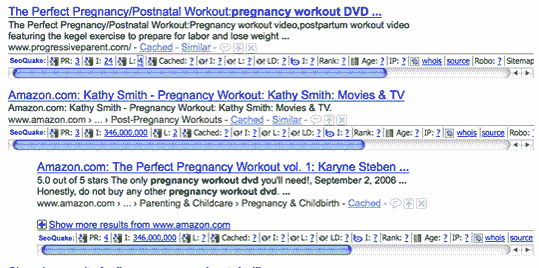 The Perfect Pregnancy/Postnatal Workout:pregnancy workout DVD ...
The Perfect Pregnancy/Postnatal Workout:Pregnancy workout video,postpartum workout video
featuring the kegel exercise to prepare for labor and lose weight ...
www.progressiveparent.com/ - Cached - Similar -
SeoQuake: PR: 3 I: 24 L: 4 Cached: ? I: ? L: ? LD: ? I: ? Rank: ? Age: ? IP: ? whois source Robo: ? Sitemap
Amazon.com: Kathy Smith - Pregnancy Workout: Kathy Smith: Movies & TV
Amazon.com: Kathy Smith - Pregnancy Workout: Kathy Smith: Movies & TV.
www.amazon.com › ... › Post-Pregnancy Workouts - Cached - Similar -
SeoQuake: PR: 3 I: 346,000,000 L: 2 Cached: ? I: ? L: ? LD: ? I: ? Rank: ? Age: ? IP: ? whois source Robo:
Amazon.com: The Perfect Pregnancy Workout vol. 1: Karyne Steben ...
5.0 out of 5 stars The only pregnancy workout dvd you'll need!, September 2, 2006 ...
Honestly, do not buy any other pregnancy workout dvd. ...
www.amazon.com › ... › Parenting & Childcare › Pregnancy & Childbirth - Cached -
Show more results from www.amazon.com
SeoQuake: PR: 4 I: 346,000,000 L: ? Cached: ? I: ? L: ? LD: ? I: ? Rank: ? Age: ? IP: ? whois source